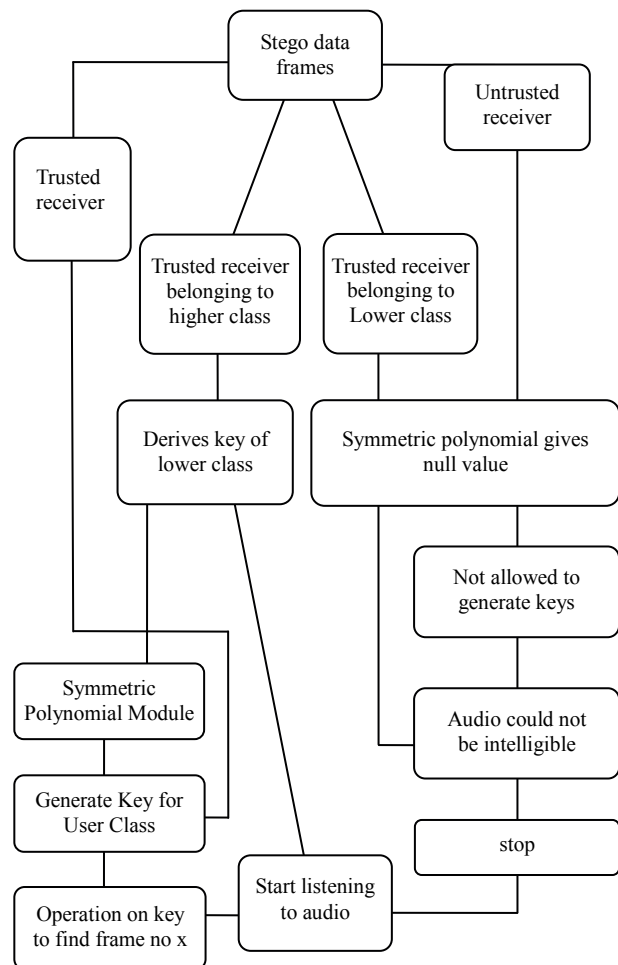 Stego data
frames
Untrusted
receiver
Trusted
receiver
Trusted receiver
belonging to
higher class
Trusted receiver
belonging to
Lower class
Derives key of
lower class
Symmetric polynomial gives
null value
Not allowed to
generate keys
Symmetric
Polynomial Module
Audio could not
be intelligible
Generate Key for
User Class
stop
Start listening
to audio
Operation on key
to find frame no x